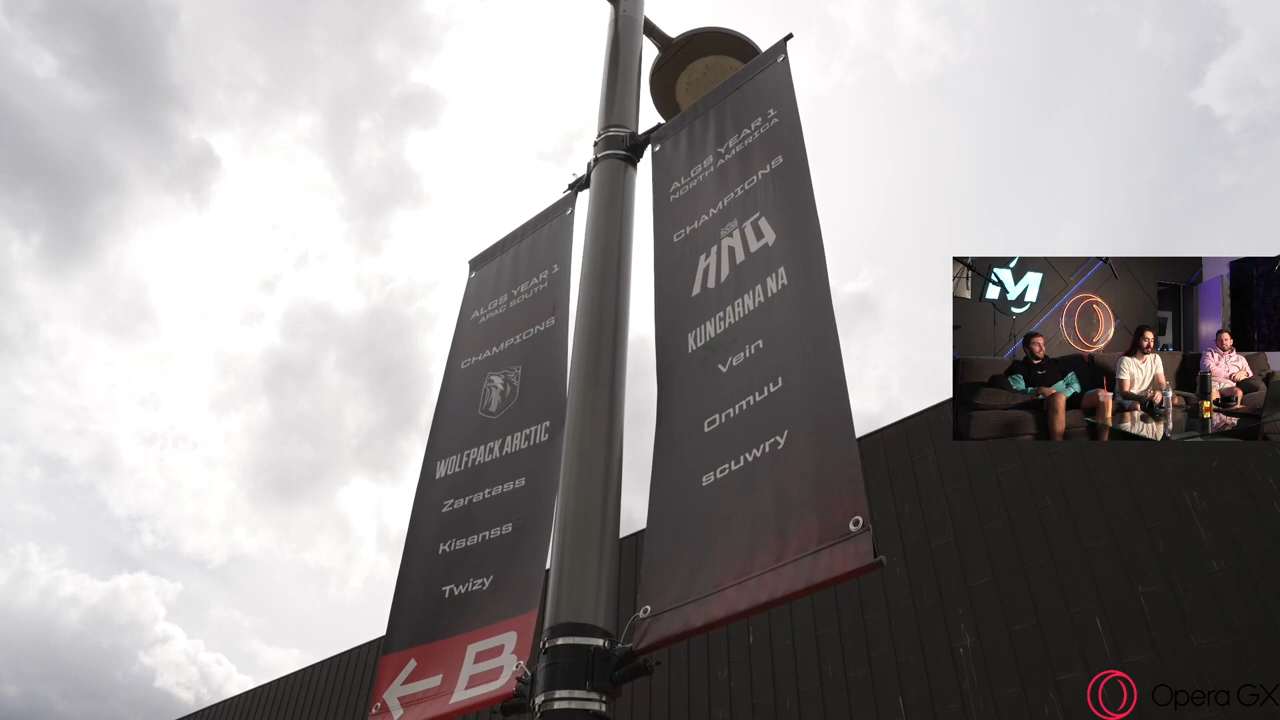 ALGS YEAR 1
APAC SOUTH
CHAMPIONS
WOLFPACK ARCTIC
Zaratass
Kisanss
Twizy
← B
ALGS YEAR 1
NORTH AMERICA
CHAMPIONS
KNG
KUNGARNA NA
vein
Onmuu
scuwry
M
Opera GX